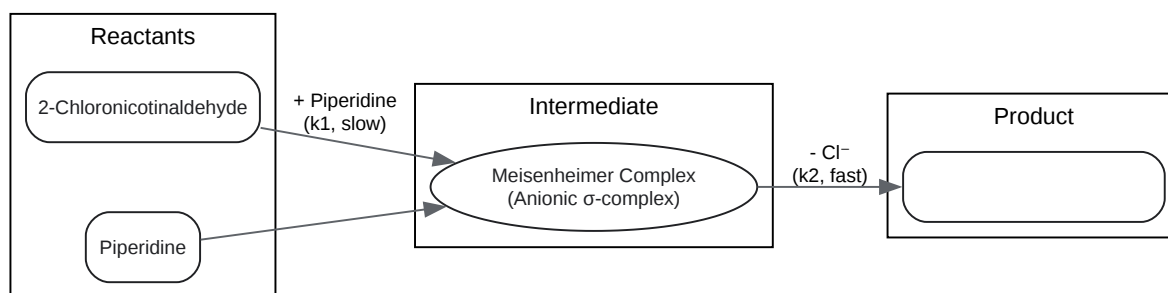 Reactants
2-Chloronicotinaldehyde
Piperidine
+ Piperidine
(k1, slow)
Intermediate
Meisenheimer Complex
(Anionic σ-complex)
- Cl⁻
(k2, fast)
Product